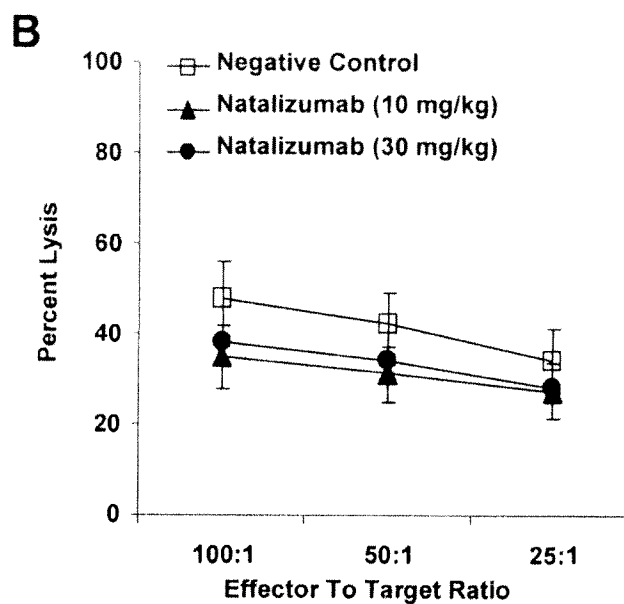 B
100
80
60
40
20
0
Percent Lysis
Negative Control
Natalizumab (10 mg/kg)
Natalizumab (30 mg/kg)
100:1 50:1 25:1
Effector To Target Ratio